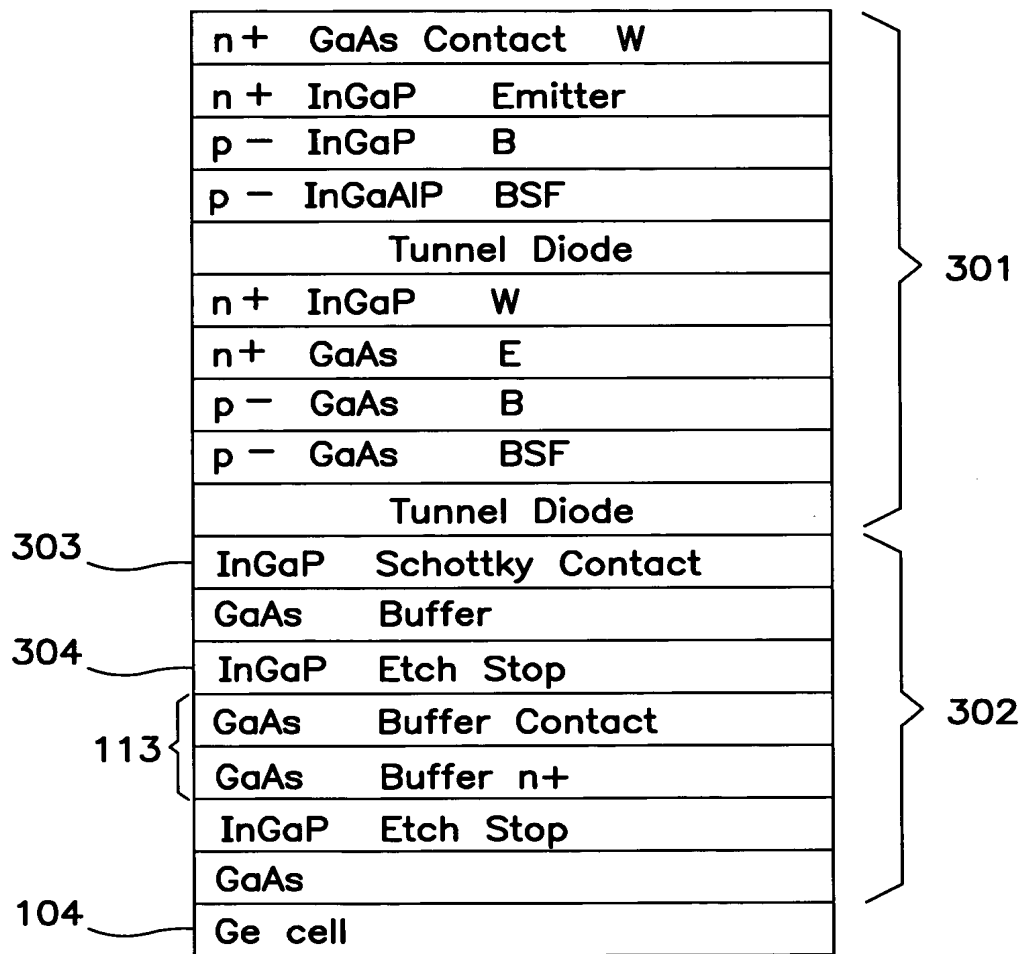 n+ GaAs Contact W
n+ InGaP Emitter
p- InGaP B
p- InGaAlP BSF
Tunnel Diode
301
n+ InGaP W
n+ GaAs E
p- GaAs B
p- GaAs BSF
Tunnel Diode
303 InGaP Schottky Contact
GaAs Buffer
304 InGaP Etch Stop
GaAs Buffer Contact
302
113
GaAs Buffer n+
InGaP Etch Stop
GaAs
104 Ge cell